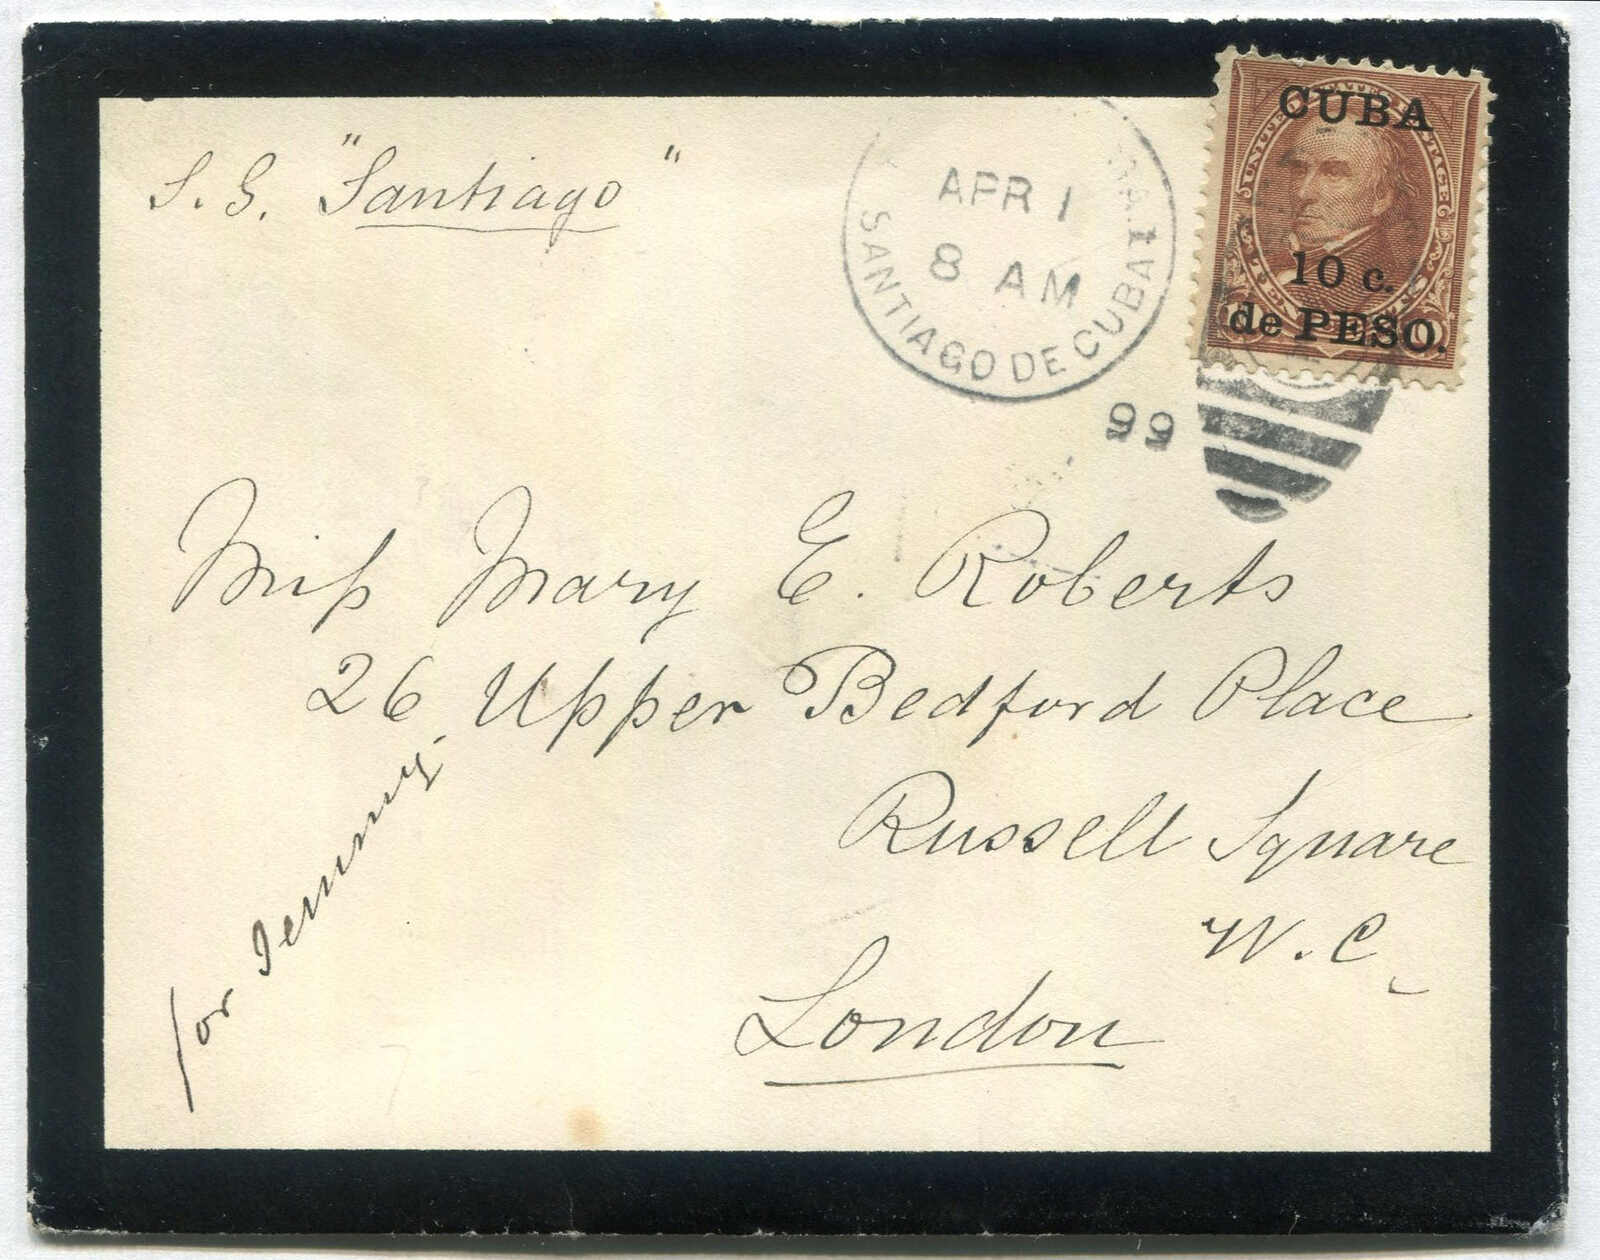 S.S. "Santiago"
APR 1
8 AM
SANTIAGO DE CUBA
99
CUBA
10 c.
de PESO.
Miss Mary E. Roberts
26 Upper Bedford Place
Russell Square
W.C.
London
for Jenny.